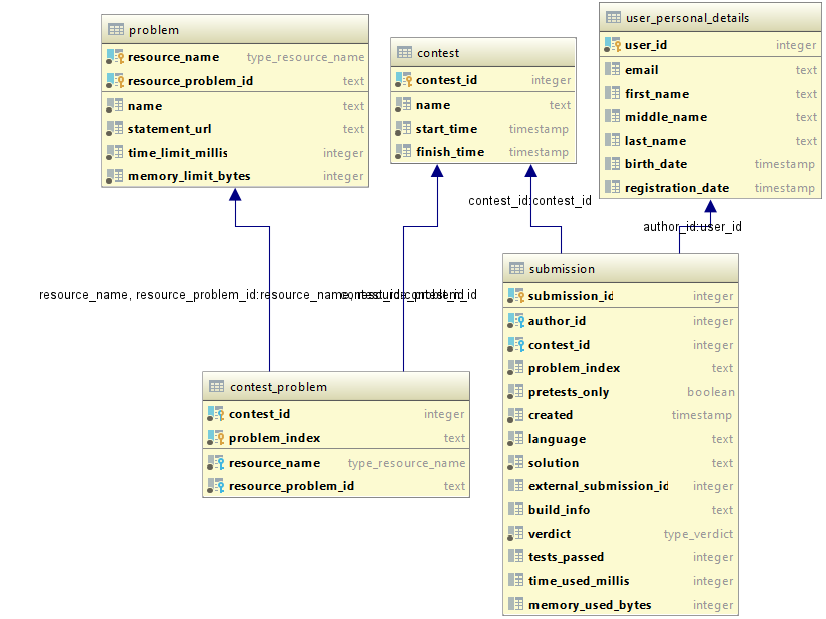 problem
resource_name type_resource_name
resource_problem_id text
name text
statement_url text
time_limit_millis integer
memory_limit_bytes integer
contest
contest_id integer
name text
start_time timestamp
finish_time timestamp
user_personal_details
user_id integer
email text
first_name text
middle_name text
last_name text
birth_date timestamp
registration_date timestamp
contest_id:contest_id
author_id:user_id
resource_name, resource_problem_id:resource_name, resource_problem_id
contest_id:contest_id
contest_problem
contest_id integer
problem_index text
resource_name type_resource_name
resource_problem_id text
submission
submission_id integer
author_id integer
contest_id integer
problem_index text
pretests_only boolean
created timestamp
language text
solution text
external_submission_id integer
build_info text
verdict type_verdict
tests_passed integer
time_used_millis integer
memory_used_bytes integer